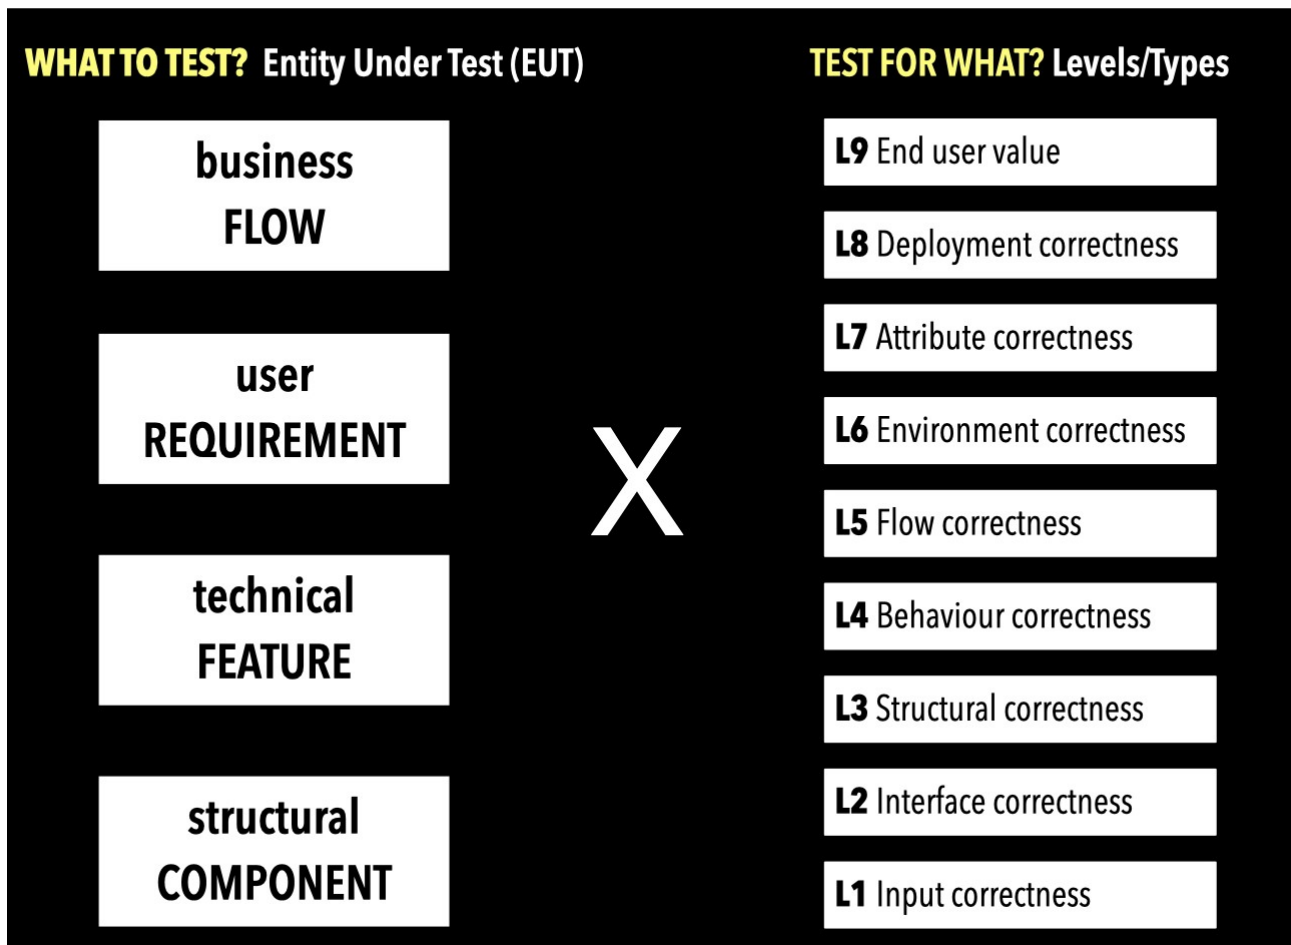 WHAT TO TEST? Entity Under Test (EUT)
business
FLOW
user
REQUIREMENT
technical
FEATURE
structural
COMPONENT
X
TEST FOR WHAT? Levels/Types
L9 End user value
L8 Deployment correctness
L7 Attribute correctness
L6 Environment correctness
L5 Flow correctness
L4 Behaviour correctness
L3 Structural correctness
L2 Interface correctness
L1 Input correctness